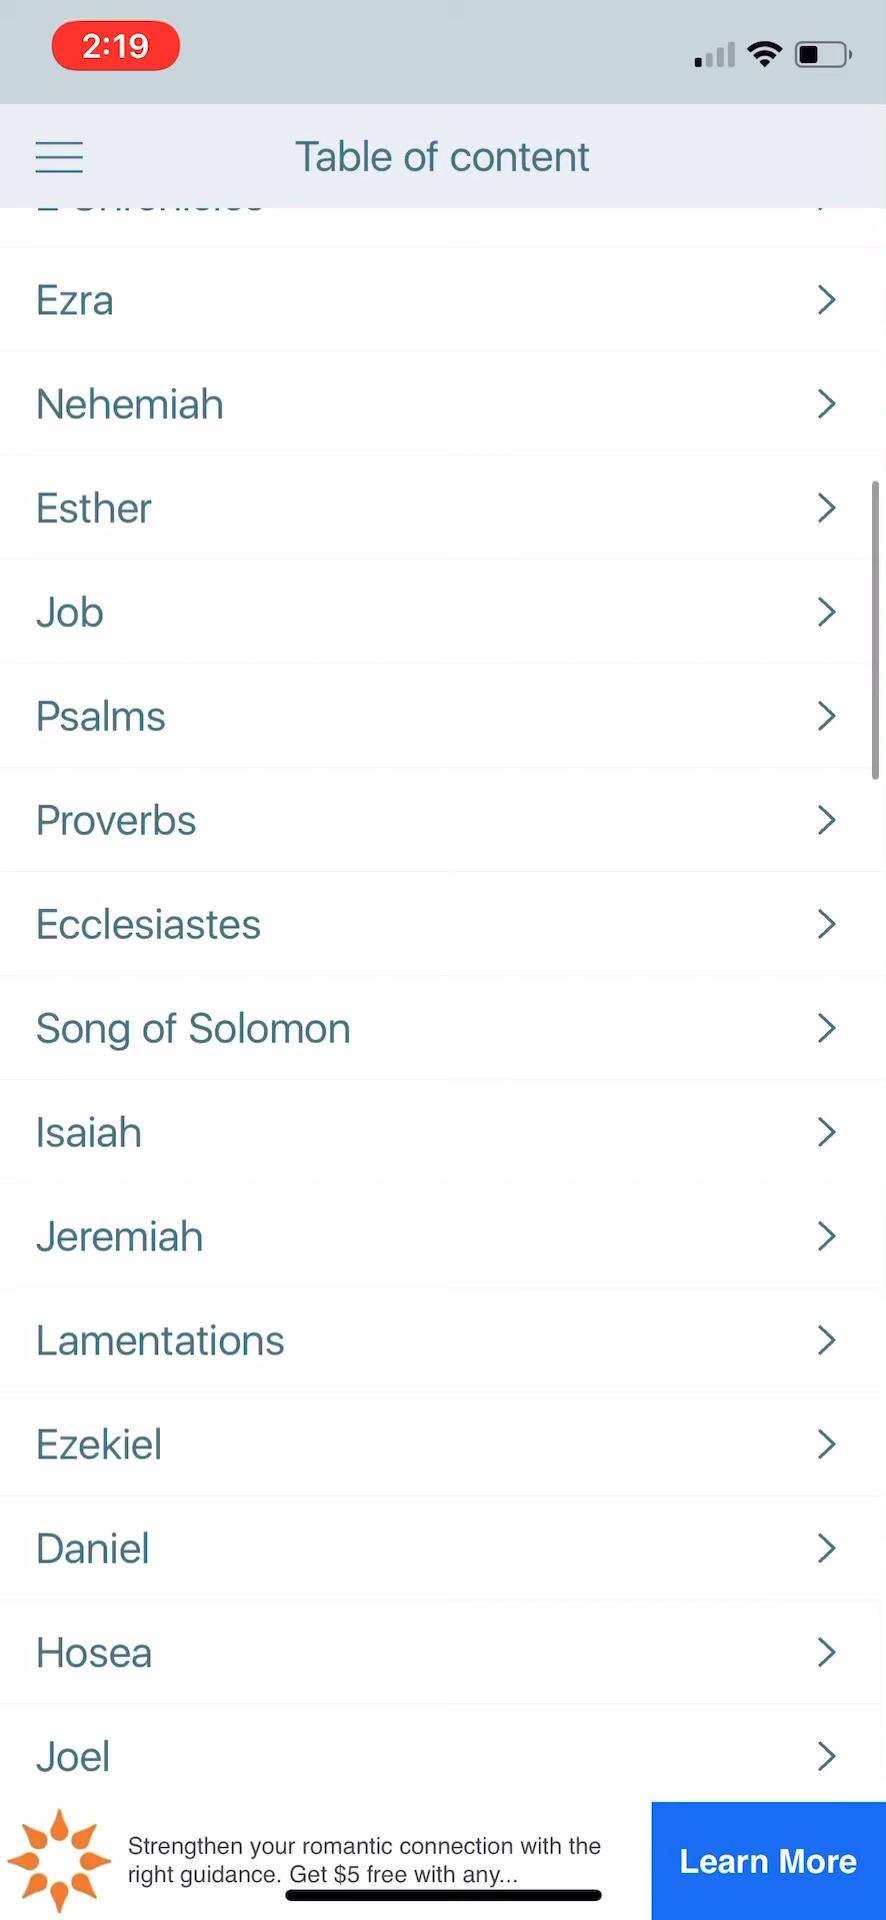 2:19
Table of content
Ezra
Nehemiah
Esther
Job
Psalms
Proverbs
Ecclesiastes
Song of Solomon
Isaiah
Jeremiah
Lamentations
Ezekiel
Daniel
Hosea
Joel
Strengthen your romantic connection with the
right guidance. Get $5 free with any...
Learn More